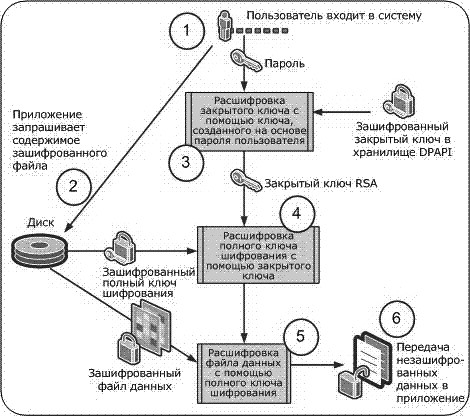 1
Пользователь входит в систему
Пароль
Расшифровка
закрытого ключа с
помощью ключа,
созданного на основе
пароля пользователя
3
Зашифрованный
закрытый ключ в
хранилище DPAPI
Приложение
запрашивает
содержимое
зашифрованного
файла
2
Закрытый ключ RSA
Диск
4
Расшифровка
полного ключа
шифрования с
помощью закрытого
ключа
Зашифрованный
полный ключ
шифрования
Зашифрованный
файл данных
5
Расшифровка
файла данных
с помощью
полного ключа
шифрования
6
Передача
незашифро-
ванных
данных в
приложение